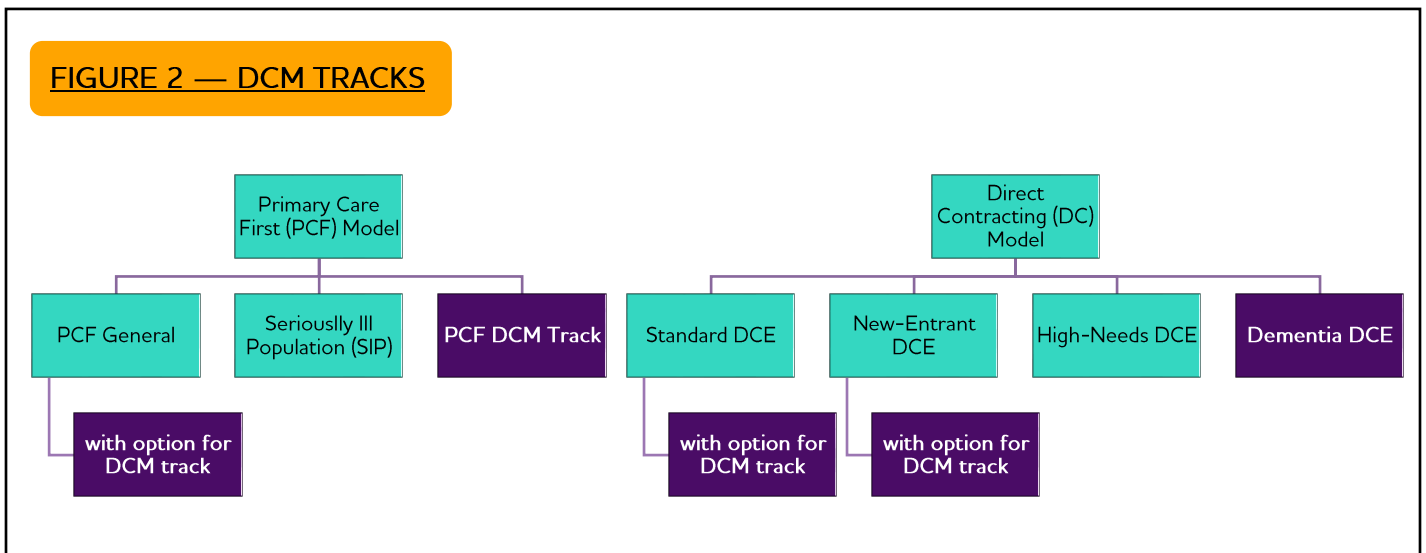 FIGURE 2 — DCM TRACKS
Primary Care
First (PCF) Model
Direct
Contracting (DC)
Model
PCF General
Seriouslly Ill
Population (SIP)
PCF DCM Track
Standard DCE
New-Entrant
DCE
High-Needs DCE
Dementia DCE
with option for
DCM track
with option for
DCM track
with option for
DCM track